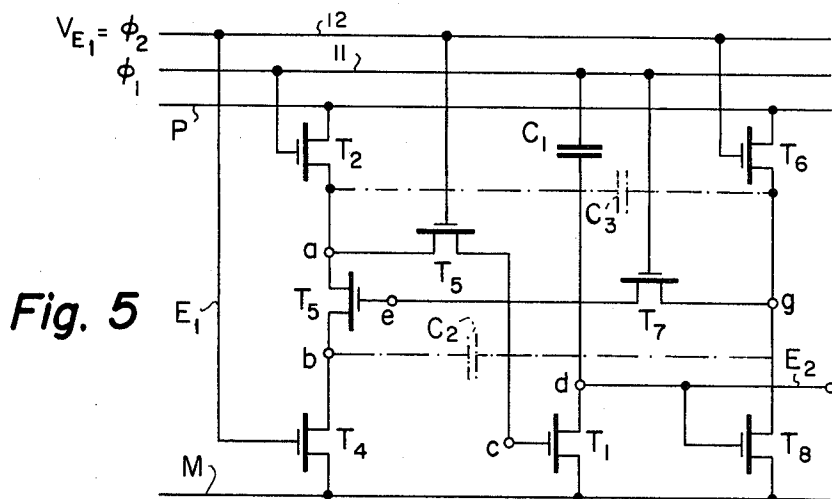 V_E1 = ϕ2 12
ϕ1 11
P T2 C1 T6
C3
a T5
T5 e T7 g
Fig. 5 E1 C2
b d E2
T4 c T1 T8
M